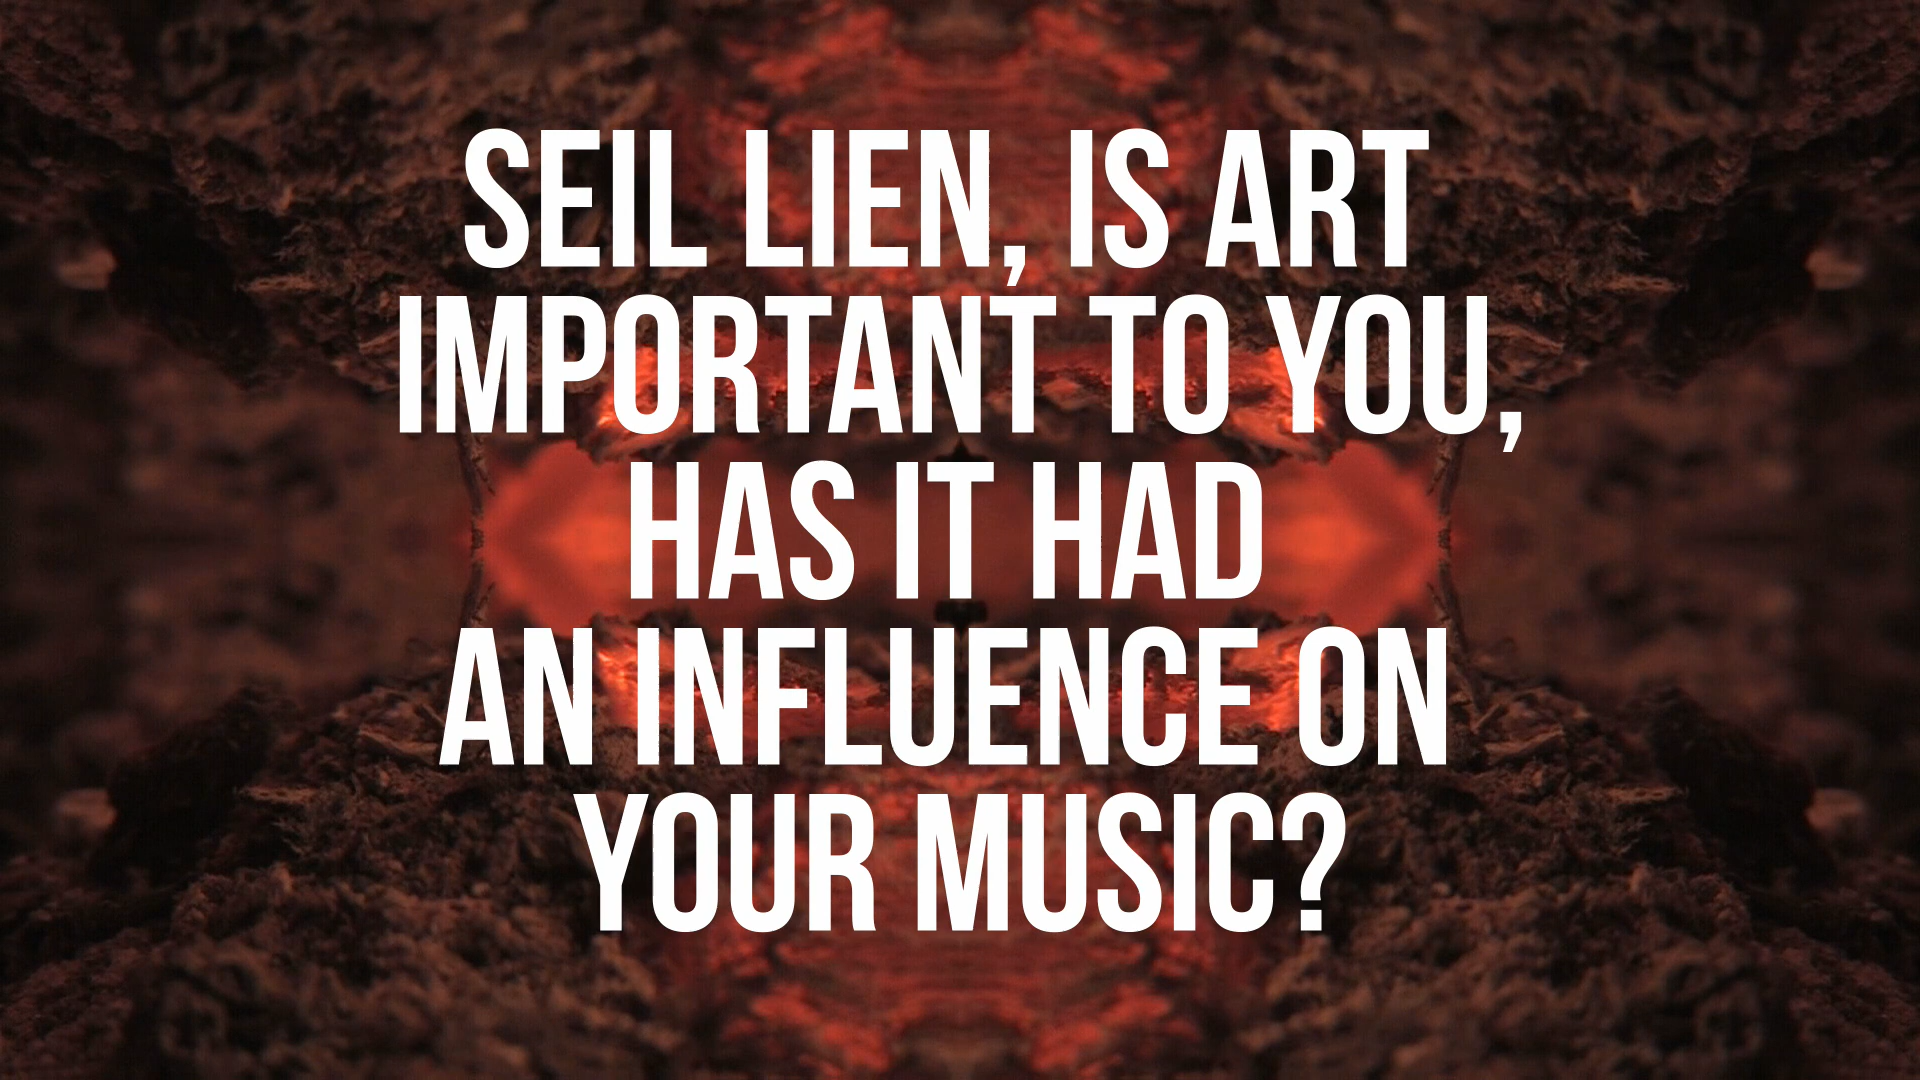 SEIL LIEN, IS ART
IMPORTANT TO YOU,
HAS IT HAD
AN INFLUENCE ON
YOUR MUSIC?